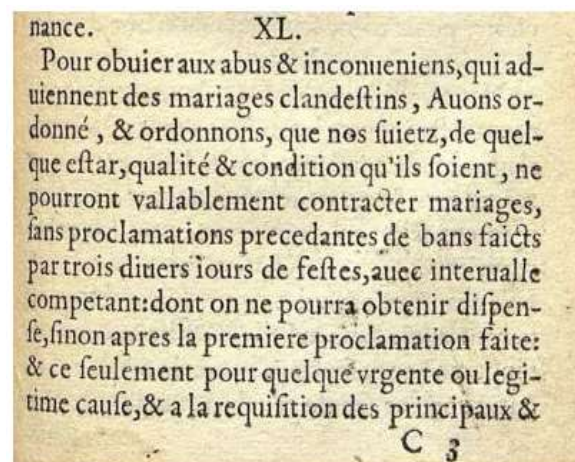 nance. XL.
Pour obuier aux abus & inconueniens, qui ad-
uiennent des mariages clandeſtins, Auons or-
donné, & ordonnons, que nos ſuietz, de quel-
que eſtat, qualité & condition qu'ils ſoient, ne
pourront vallablement contracter mariages,
ſans proclamations precedantes de bans faicts
par trois diuers iours de feſtes, auec interualle
competant: dont on ne pourra obtenir diſpen-
ſe, ſinon apres la premiere proclamation faite:
& ce ſeulement pour quelque vrgente ou legi-
time cauſe, & a la requiſition des principaux &
C 3